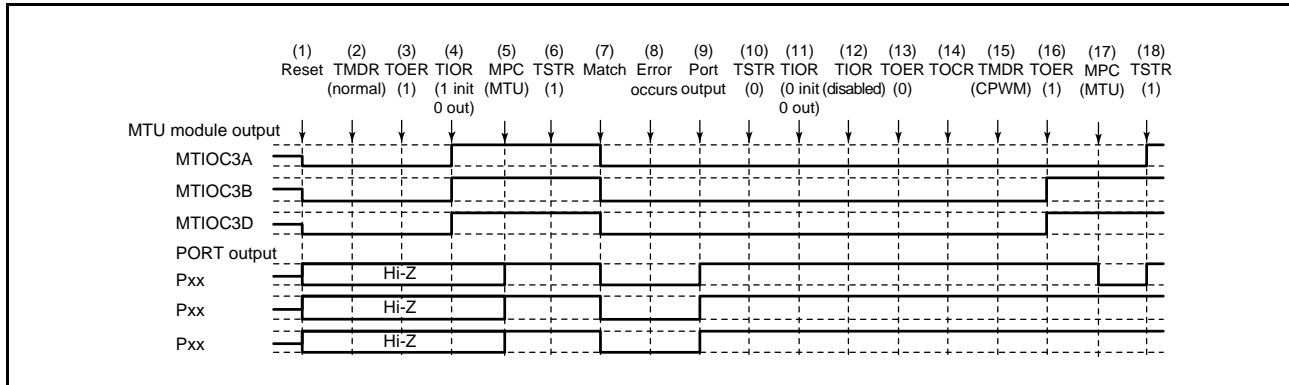 (1) (2) (3) (4) (5) (6) (7) (8) (9) (10) (11) (12) (13) (14) (15) (16) (17) (18)
Reset TMDR TOER TIOR MPC TSTR Match Error Port TSTR TIOR TIOR TOER TOCR TMDR TOER MPC TSTR
(normal) (1) (1 init (MTU) (1) occurs output (0) (0 init (disabled) (0) (CPWM) (1) (MTU) (1)
0 out) 0 out)
MTU module output
MTIOC3A
MTIOC3B
MTIOC3D
PORT output
Pxx Hi-Z
Pxx Hi-Z
Pxx Hi-Z